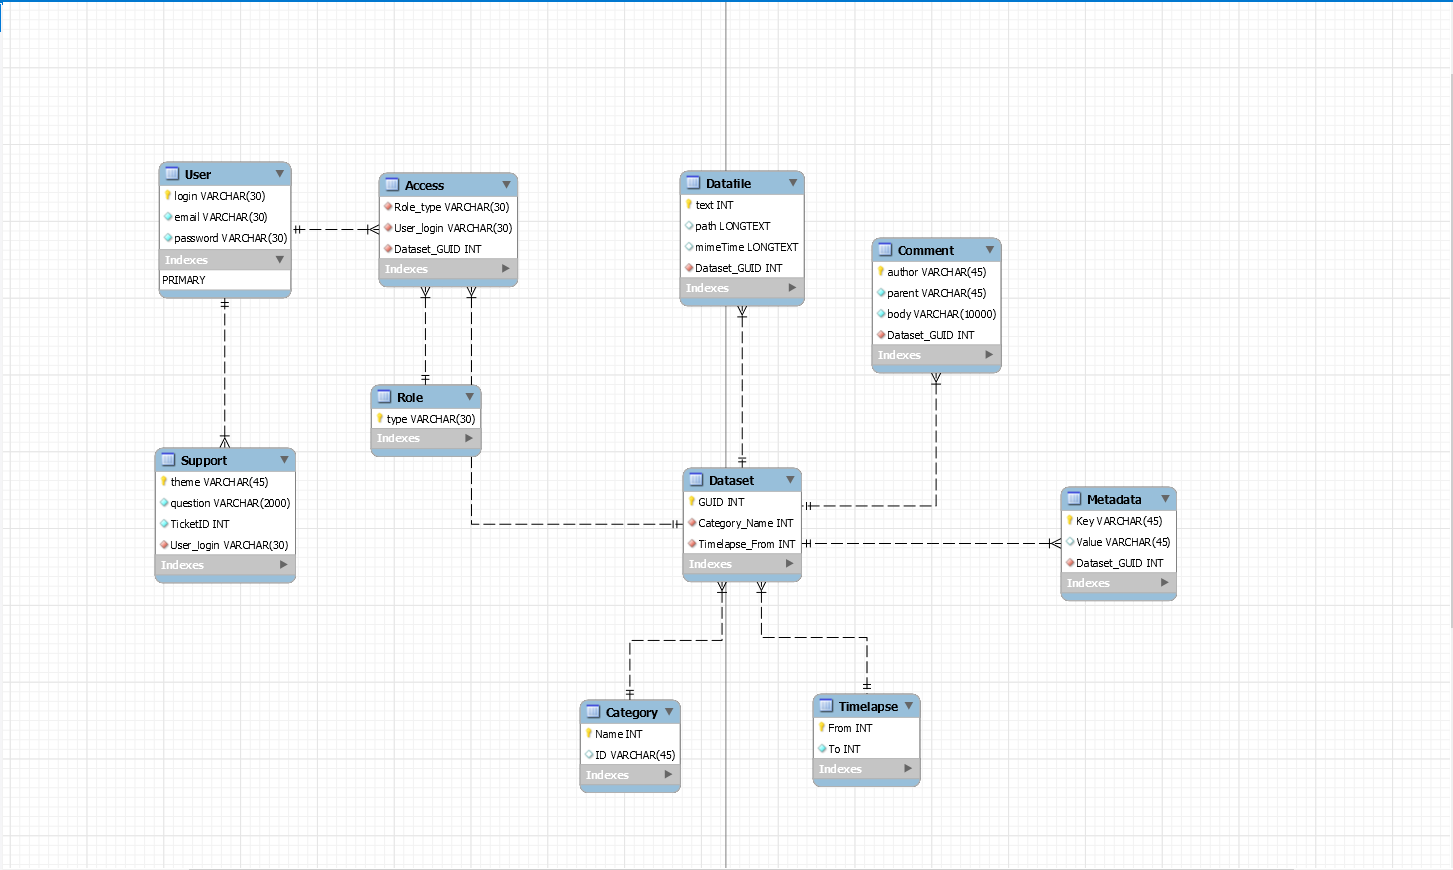 User
login VARCHAR(30)
email VARCHAR(30)
password VARCHAR(30)
Indexes
PRIMARY
Access
Role_type VARCHAR(30)
User_login VARCHAR(30)
Dataset_GUID INT
Indexes
Datafile
text INT
path LONGTEXT
mimeTime LONGTEXT
Dataset_GUID INT
Indexes
Comment
author VARCHAR(45)
parent VARCHAR(45)
body VARCHAR(10000)
Dataset_GUID INT
Indexes
Role
type VARCHAR(30)
Indexes
Support
theme VARCHAR(45)
question VARCHAR(2000)
TicketID INT
User_login VARCHAR(30)
Indexes
Dataset
GUID INT
Category_Name INT
Timelapse_From INT
Indexes
Metadata
Key VARCHAR(45)
Value VARCHAR(45)
Dataset_GUID INT
Indexes
Category
Name INT
ID VARCHAR(45)
Indexes
Timelapse
From INT
To INT
Indexes